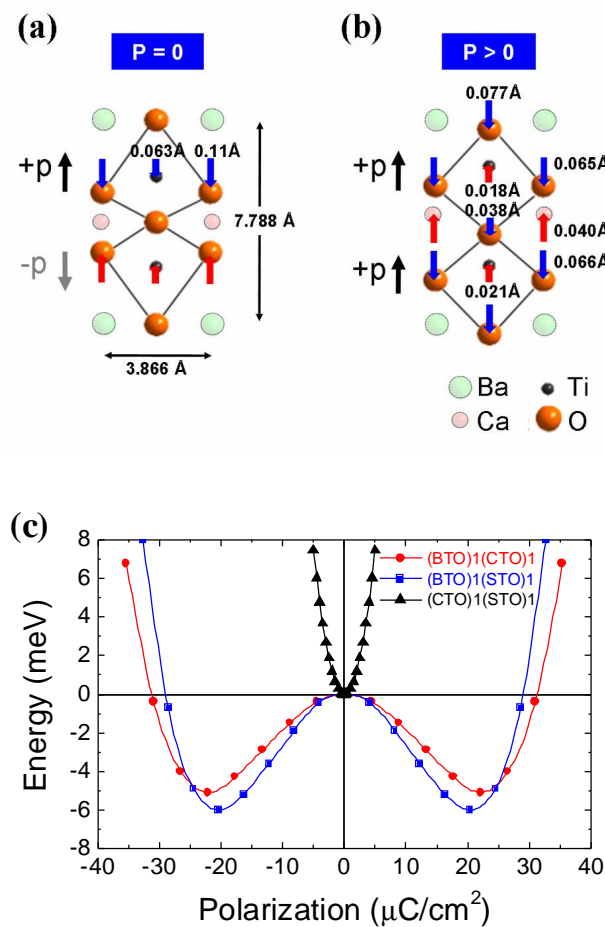 (a)
P = 0
+p
0.063Å 0.11Å
7.788 Å
-p
3.866 Å
(b)
P > 0
0.077Å
+p
0.065Å
0.018Å
0.038Å
0.040Å
+p
0.066Å
0.021Å
Ba Ti
Ca O
(c)
8
6
4
2
0
-2
-4
-6
-8
Energy (meV)
(BTO)1(CTO)1
(BTO)1(STO)1
(CTO)1(STO)1
-40 -30 -20 -10 0 10 20 30 40
Polarization (μC/cm²)